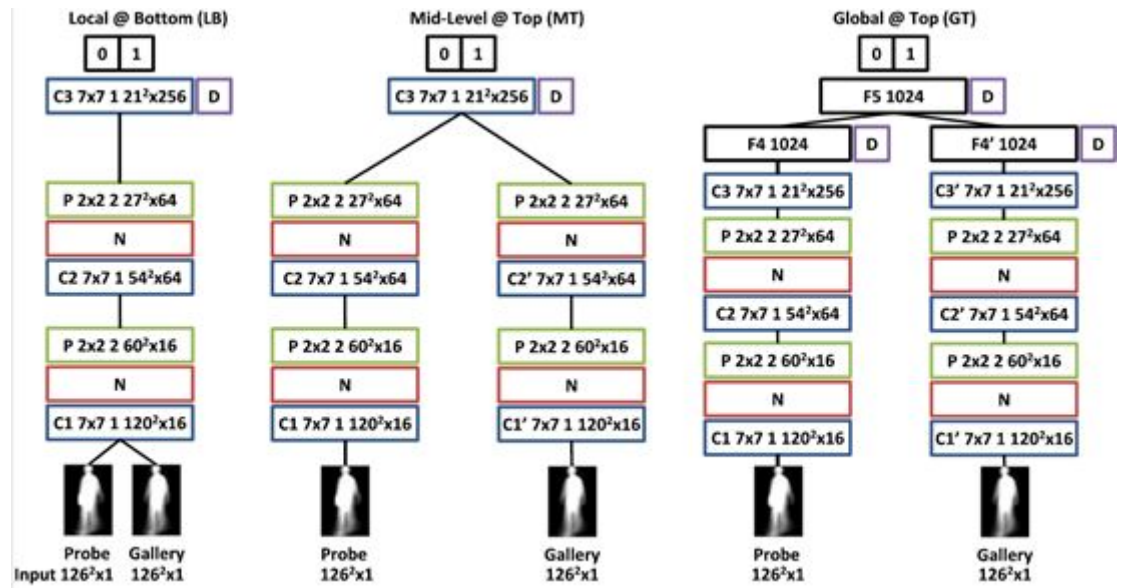 Local @ Bottom (LB)
0 1
C3 7x7 1 21²x256 D
P 2x2 2 27²x64
N
C2 7x7 1 54²x64
P 2x2 2 60²x16
N
C1 7x7 1 120²x16
Probe Gallery
Input 126²x1 126²x1
Mid-Level @ Top (MT)
0 1
C3 7x7 1 21²x256 D
P 2x2 2 27²x64 P 2x2 2 27²x64
N N
C2 7x7 1 54²x64 C2' 7x7 1 54²x64
P 2x2 2 60²x16 P 2x2 2 60²x16
N N
C1 7x7 1 120²x16 C1' 7x7 1 120²x16
Probe Gallery
126²x1 126²x1
Global @ Top (GT)
0 1
F5 1024 D
F4 1024 D F4' 1024 D
C3 7x7 1 21²x256 C3' 7x7 1 21²x256
P 2x2 2 27²x64 P 2x2 2 27²x64
N N
C2 7x7 1 54²x64 C2' 7x7 1 54²x64
P 2x2 2 60²x16 P 2x2 2 60²x16
N N
C1 7x7 1 120²x16 C1' 7x7 1 120²x16
Probe Gallery
126²x1 126²x1